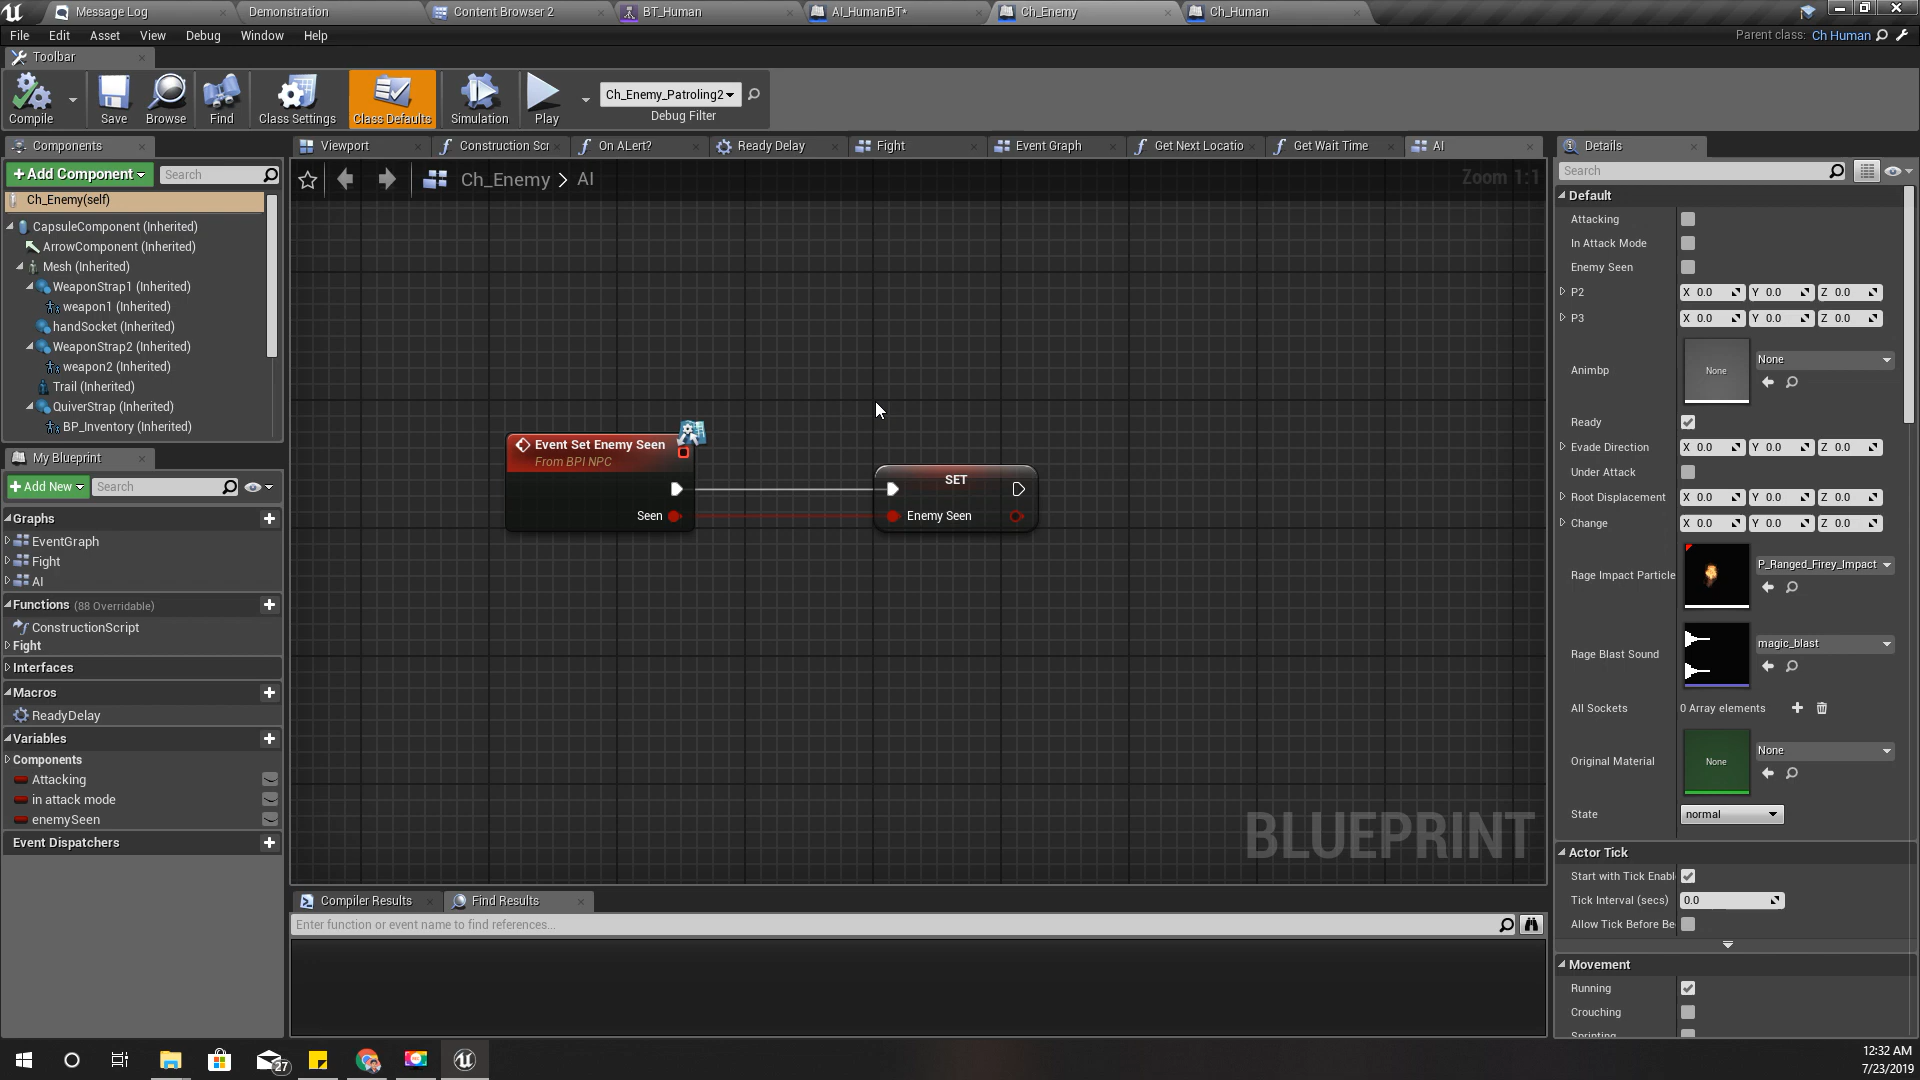 Message Log
Demonstration
Content Browser 2
BT_Human
AI_HumanBT*
Ch_Enemy
Ch_Human
File Edit Asset View Debug Window Help
Parent class: Ch Human
Toolbar
Compile
Save
Browse
Find
Class Settings
Class Defaults
Simulation
Play
Ch_Enemy_Patroling2
Debug Filter
Components
+Add Component
Search
Ch_Enemy(self)
CapsuleComponent (Inherited)
ArrowComponent (Inherited)
Mesh (Inherited)
WeaponStrap1 (Inherited)
weapon1 (Inherited)
handSocket (Inherited)
WeaponStrap2 (Inherited)
weapon2 (Inherited)
Trail (Inherited)
QuiverStrap (Inherited)
BP_Inventory (Inherited)
My Blueprint
+Add New
Search
Graphs
EventGraph
Fight
AI
Functions (88 Overridable)
ConstructionScript
Fight
Interfaces
Macros
ReadyDelay
Variables
Components
Attacking
in attack mode
enemySeen
Event Dispatchers
Viewport
Construction Scr
On ALert?
Ready Delay
Fight
Event Graph
Get Next Locatio
Get Wait Time
AI
Ch_Enemy > AI
Zoom 1:1
Event Set Enemy Seen
From BPI NPC
Seen
SET
Enemy Seen
BLUEPRINT
Compiler Results
Find Results
Enter function or event name to find references...
Details
Search
Default
Attacking
In Attack Mode
Enemy Seen
P2 X 0.0 Y 0.0 Z 0.0
P3 X 0.0 Y 0.0 Z 0.0
Animbp None None
Ready
Evade Direction X 0.0 Y 0.0 Z 0.0
Under Attack
Root Displacement X 0.0 Y 0.0 Z 0.0
Change X 0.0 Y 0.0 Z 0.0
Rage Impact Particle P_Ranged_Firey_Impact
Rage Blast Sound magic_blast
All Sockets 0 Array elements
Original Material None None
State normal
Actor Tick
Start with Tick Enabl
Tick Interval (secs) 0.0
Allow Tick Before Be
Movement
Running
Crouching
Sprinting
27
12:32 AM
7/23/2019